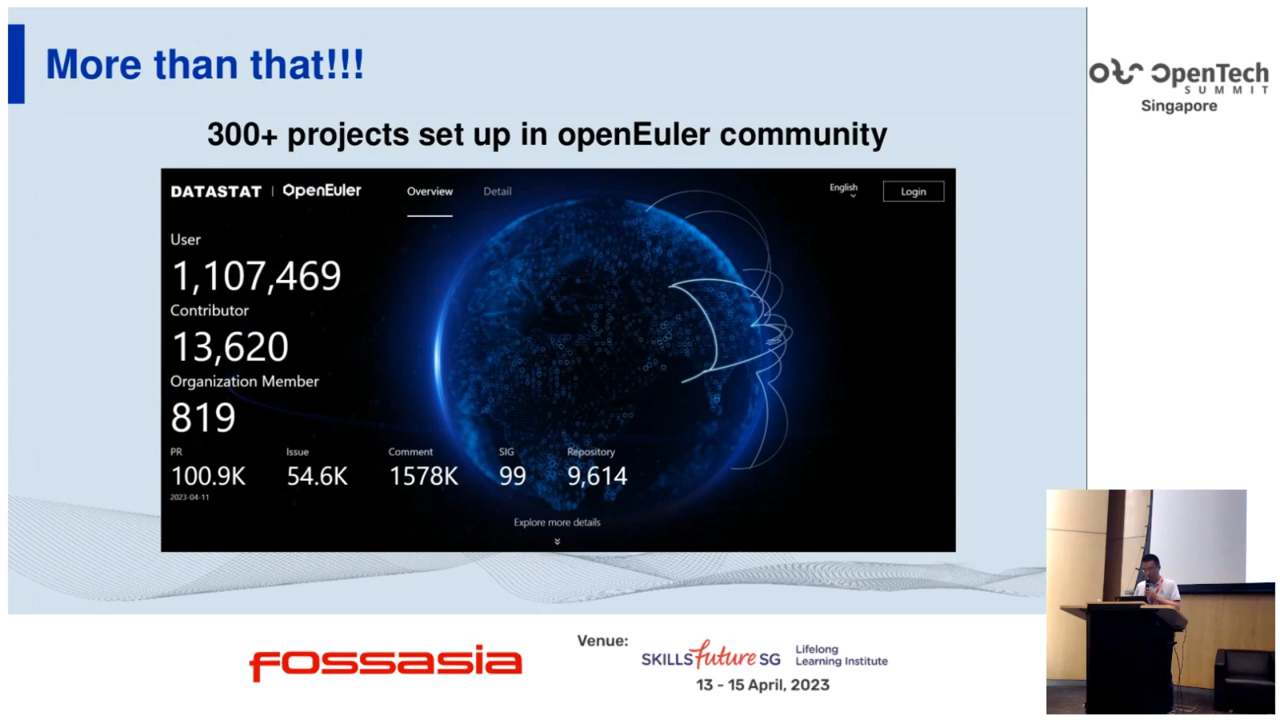 More than that!!!
300+ projects set up in openEuler community
DATASTAT | OpenEuler
Overview
Detail
English
Login
User
1,107,469
Contributor
13,620
Organization Member
819
PR
Issue
Comment
SIG
Repository
100.9K
54.6K
1578K
99
9,614
2023-04-11
Explore more details
OpenTech
SUMMIT
Singapore
fossasia
Venue:
SKILLS future SG
Lifelong
Learning Institute
13 - 15 April, 2023